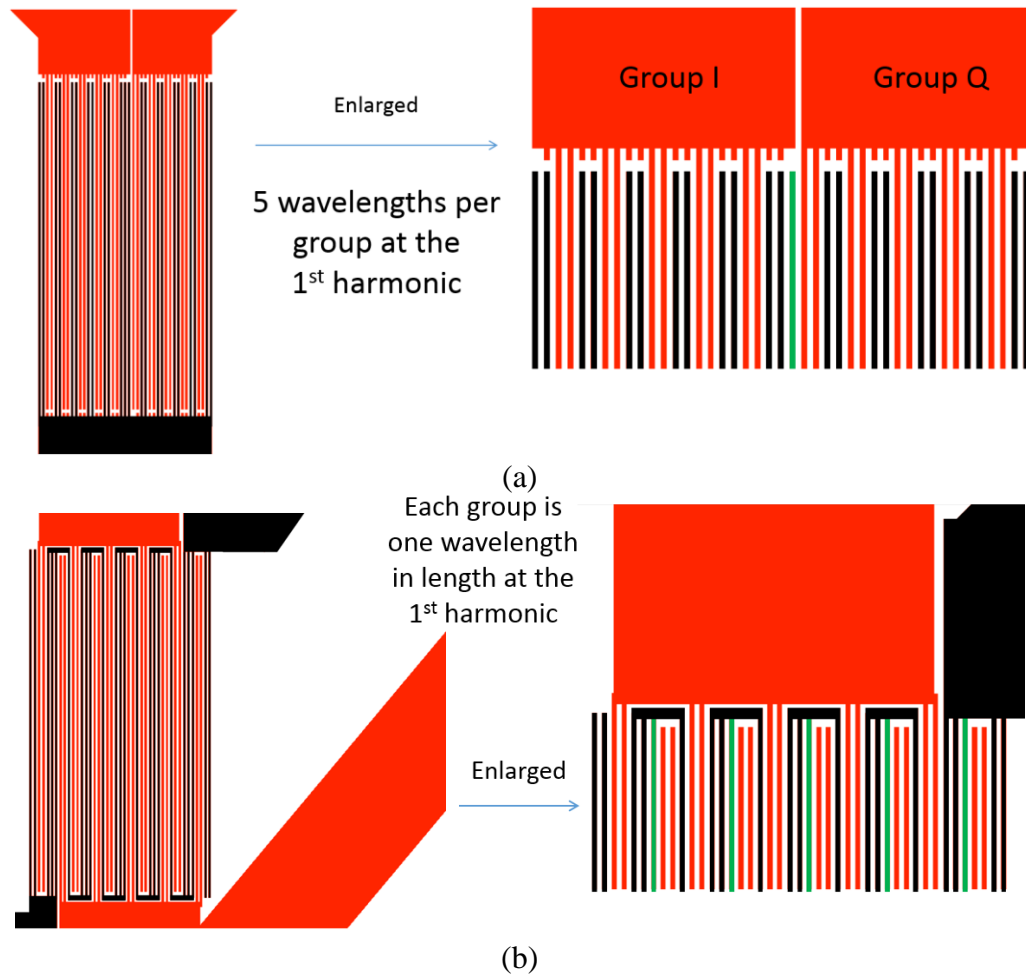 Group I
Group Q
Enlarged
5 wavelengths per
group at the
1st harmonic
(a)
Each group is
one wavelength
in length at the
1st harmonic
Enlarged
(b)